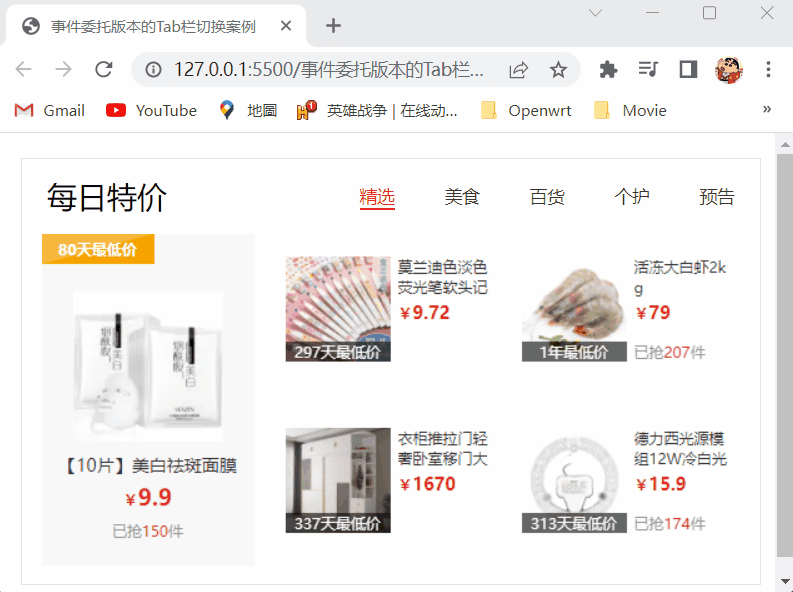 事件委托版本的Tab栏切换案例
127.0.0.1:5500/事件委托版本的Tab栏...
Gmail
YouTube
地圖
1
英雄战争 | 在线动...
Openwrt
Movie
»
每日特价
精选
美食
百货
个护
预告
80天最低价
【10片】美白祛斑面膜
¥9.9
已抢150件
297天最低价
莫兰迪色淡色
荧光笔软头记
¥9.72
1年最低价
活冻大白虾2k
g
¥79
已抢207件
337天最低价
衣柜推拉门轻
奢卧室移门大
¥1670
313天最低价
德力西光源模
组12W冷白光
¥15.9
已抢174件